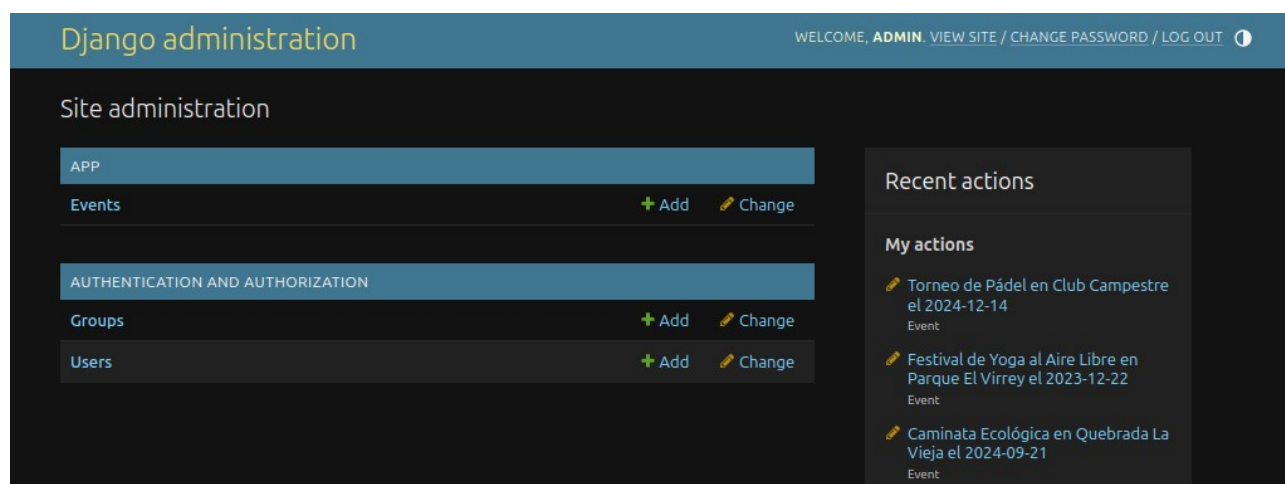 Django administration
WELCOME, ADMIN. VIEW SITE / CHANGE PASSWORD / LOG OUT
Site administration
APP
Events Add Change
AUTHENTICATION AND AUTHORIZATION
Groups Add Change
Users Add Change
Recent actions
My actions
Torneo de Pádel en Club Campestre
el 2024-12-14
Event
Festival de Yoga al Aire Libre en
Parque El Virrey el 2023-12-22
Event
Caminata Ecológica en Quebrada La
Vieja el 2024-09-21
Event